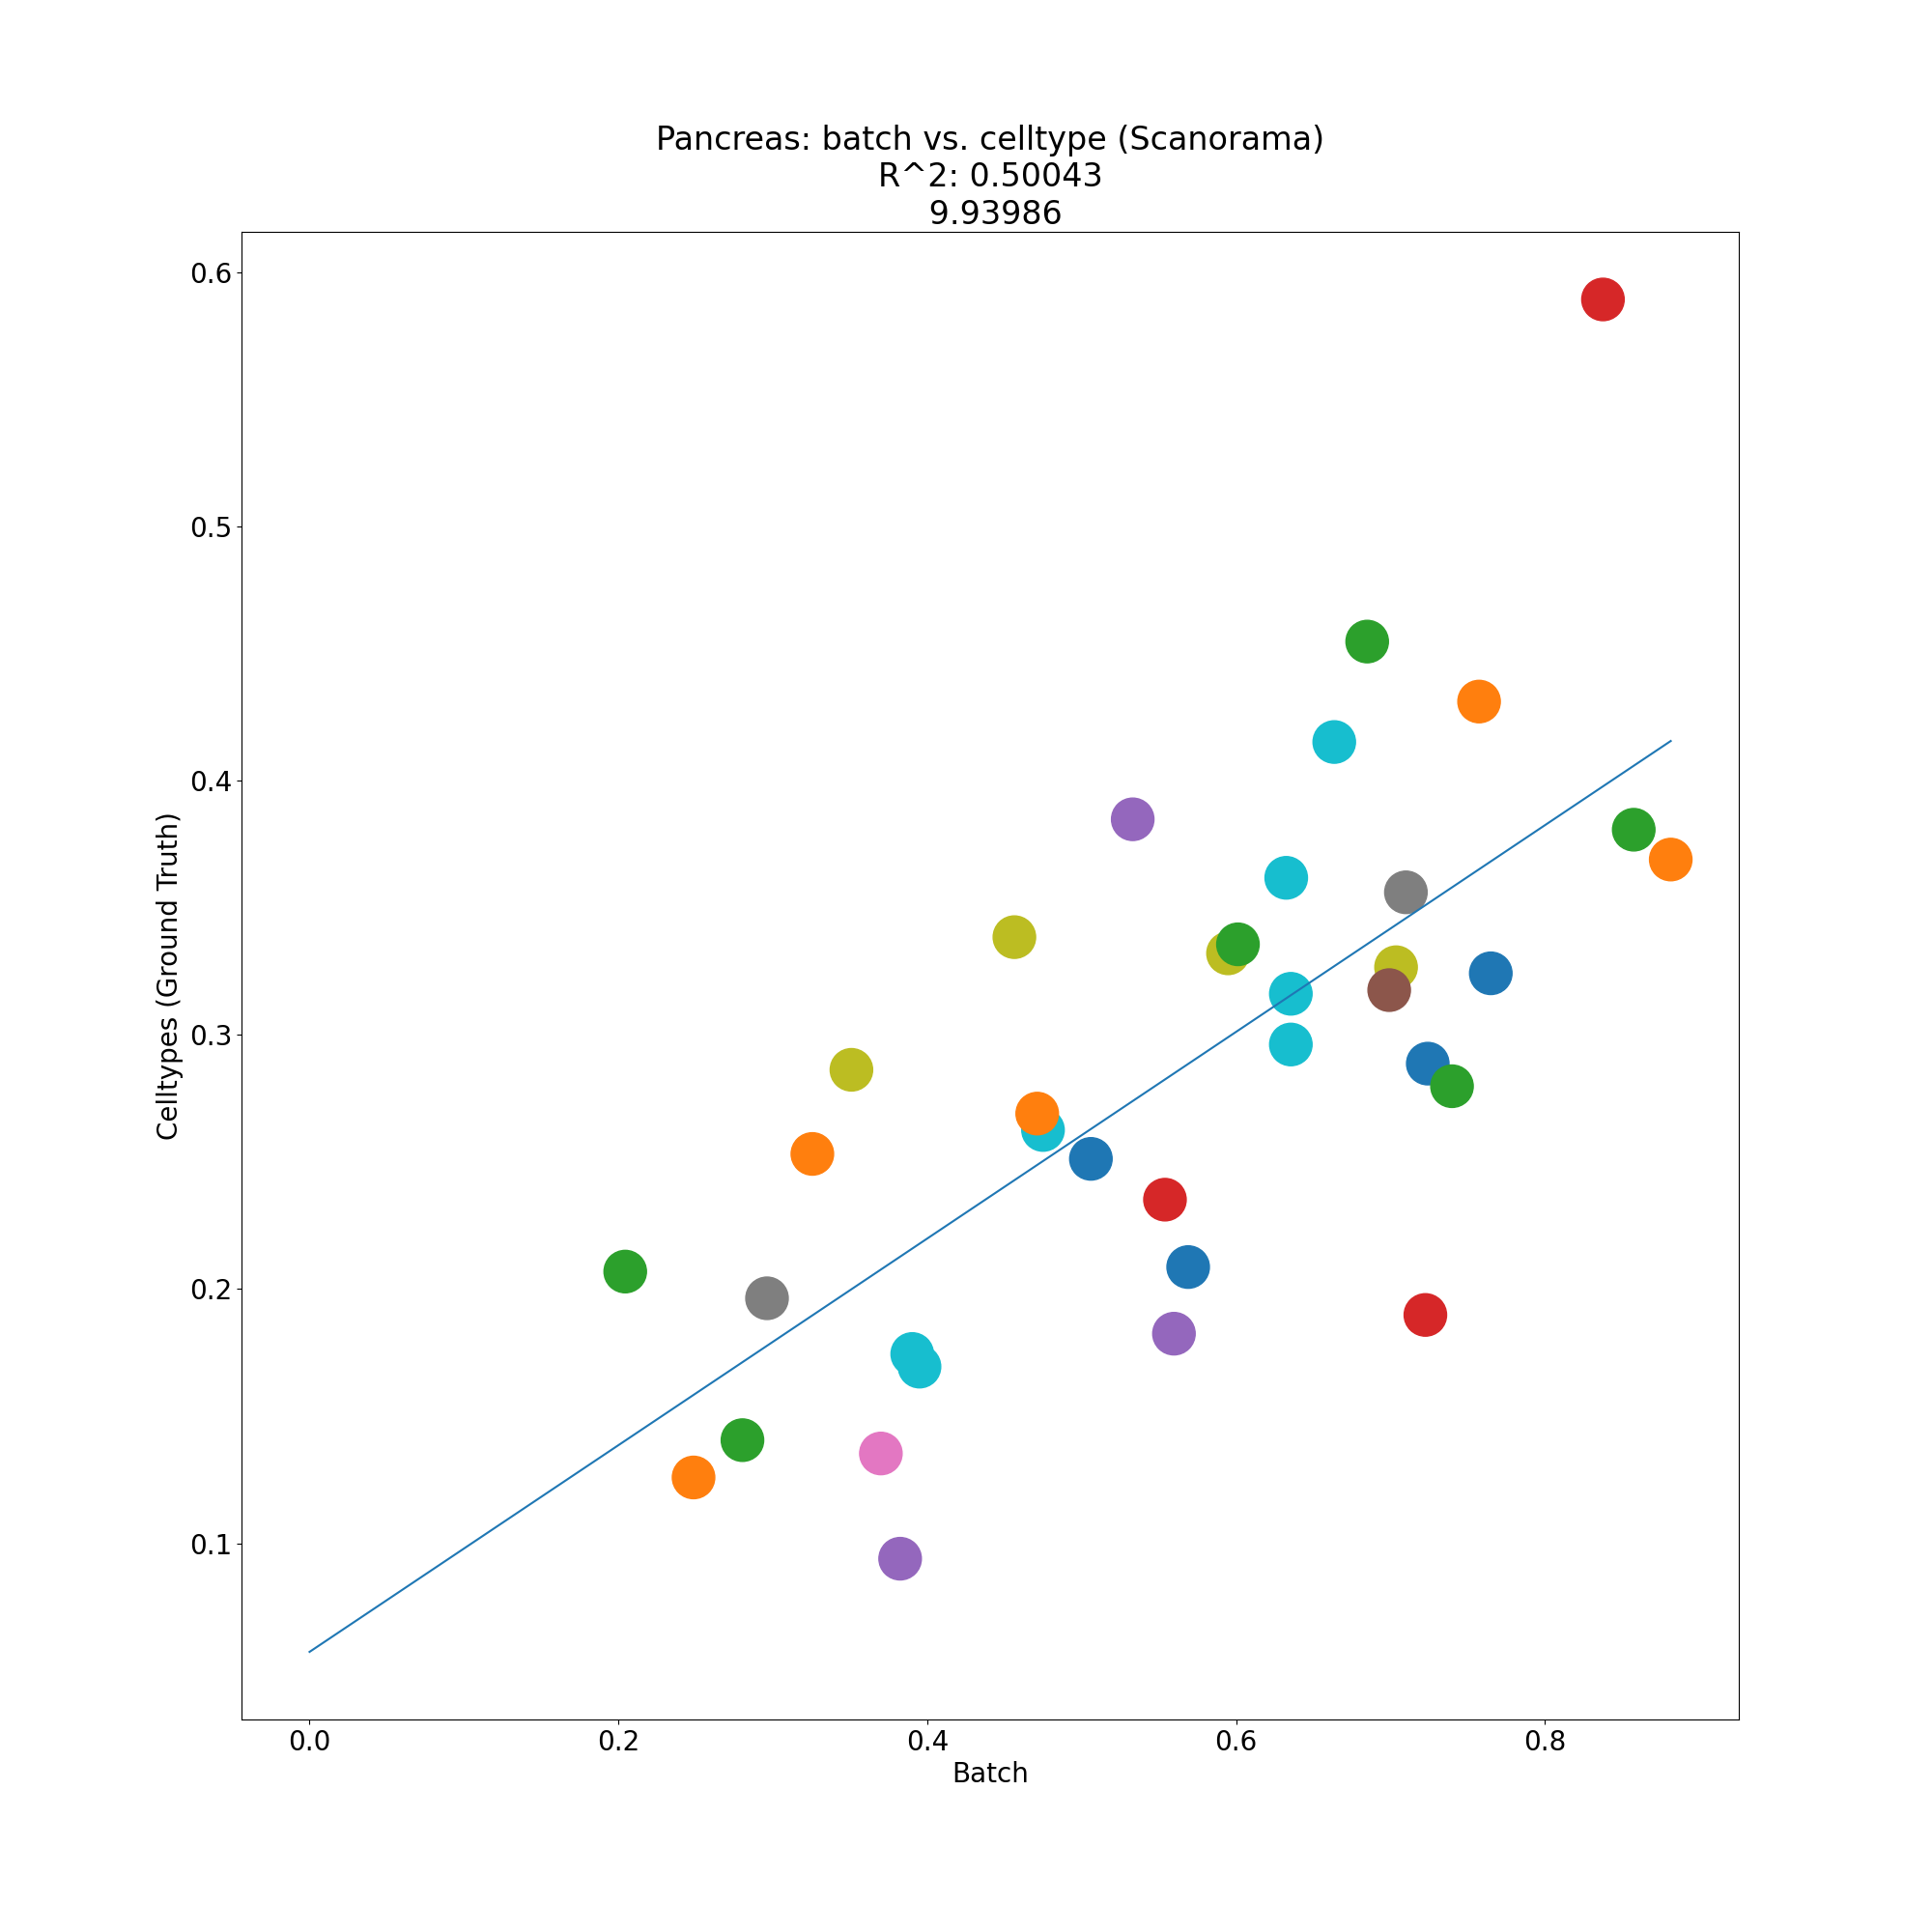 Pancreas: batch vs. celltype (Scanorama)
R^2: 0.50043
9.93986
0.6
0.5
0.4
0.3
0.2
0.1
Celltypes (Ground Truth)
0.0 0.2 0.4 0.6 0.8
Batch